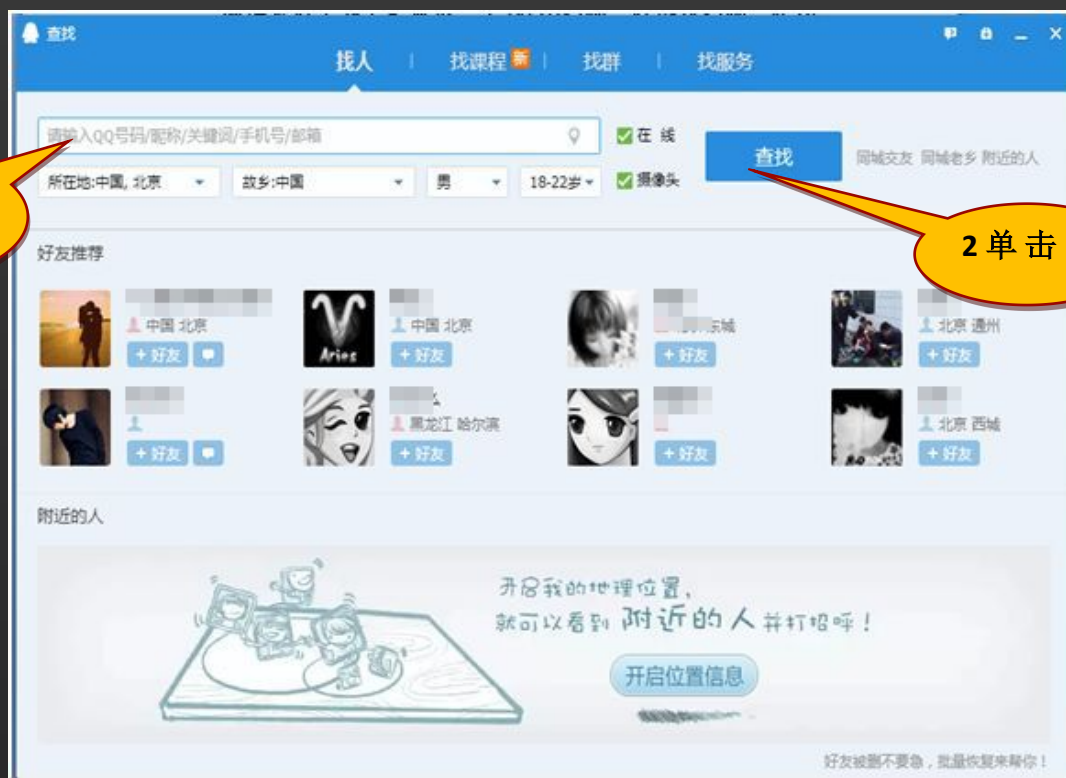 查找
找人
找课程 新
找群
找服务
请输入QQ号码/昵称/关键词/手机号/邮箱
在 线
查找
同城交友 同城老乡 附近的人
所在地:中国, 北京
故乡:中国
男
18-22岁
摄像头
2单击
好友推荐
中国 北京
+好友
中国 北京
Aries
+好友
东城
+好友
北京 通州
+好友
+好友
黑龙江 哈尔滨
+好友
+好友
北京 西城
+好友
附近的人
开启我的地理位置,
就可以看到 附近的人 并打招呼!
开启位置信息
好友被删不要急，批量恢复来帮你!